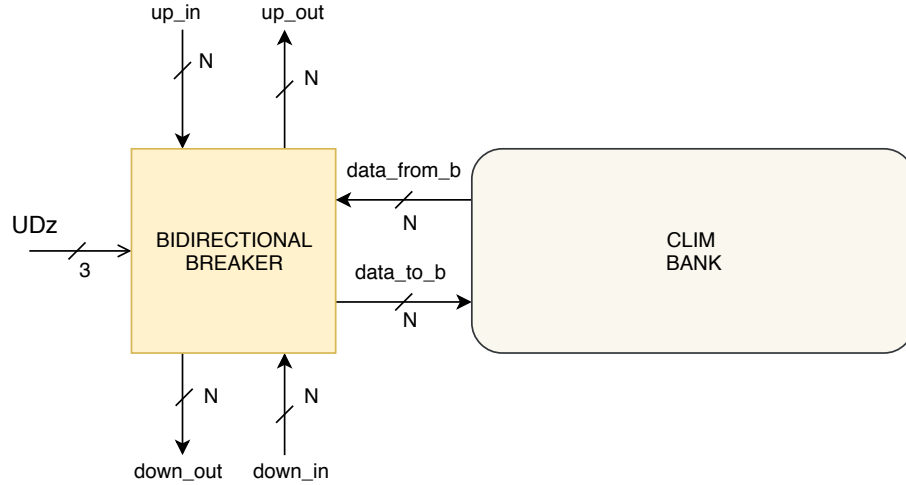 up_in
up_out
N
N
data_from_b
N
UDz
3
BIDIRECTIONAL
BREAKER
CLIM
BANK
data_to_b
N
N
N
down_out
down_in